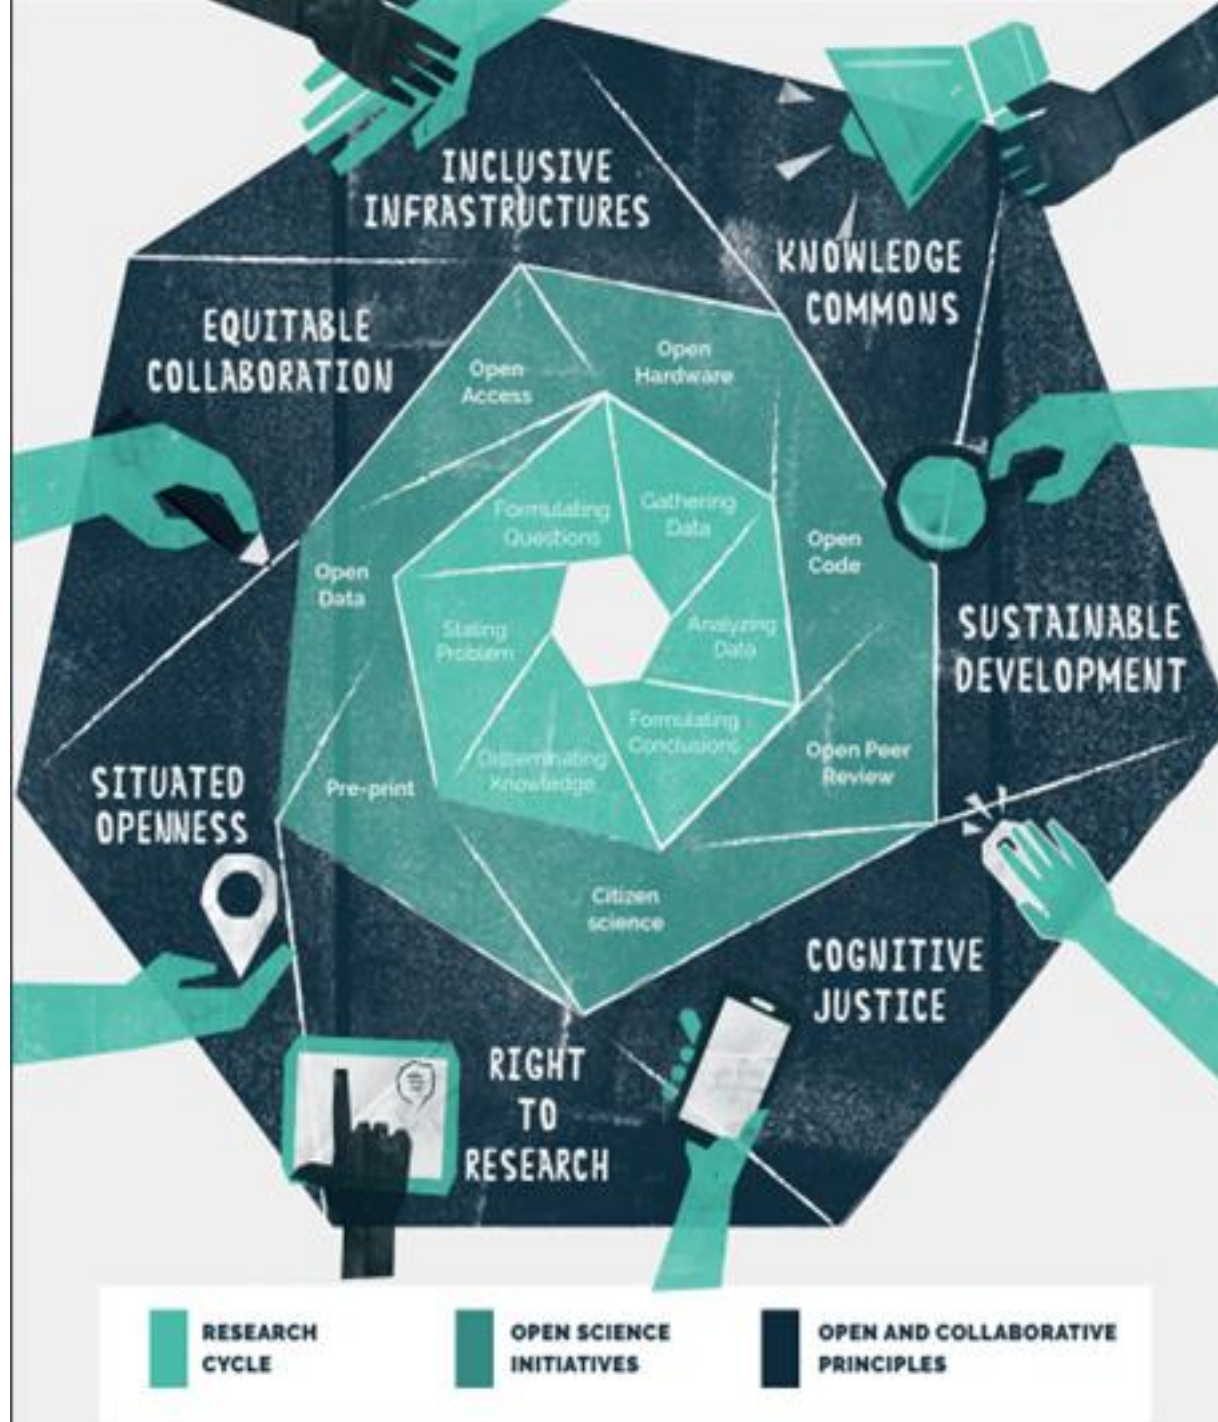 INCLUSIVE
INFRASTRUCTURES
KNOWLEDGE
COMMONS
EQUITABLE
COLLABORATION
Open
Access
Open
Hardware
Formulating
Questions
Gathering
Data
Open
Code
Open
Data
Stating
Problem
Analyzing
Data
SUSTAINABLE
DEVELOPMENT
Formulating
Conclusions
Disseminating
Knowledge
Open Peer
Review
Pre-print
SITUATED
OPENNESS
Citizen
science
COGNITIVE
JUSTICE
RIGHT
TO
RESEARCH
RESEARCH
CYCLE
OPEN SCIENCE
INITIATIVES
OPEN AND COLLABORATIVE
PRINCIPLES